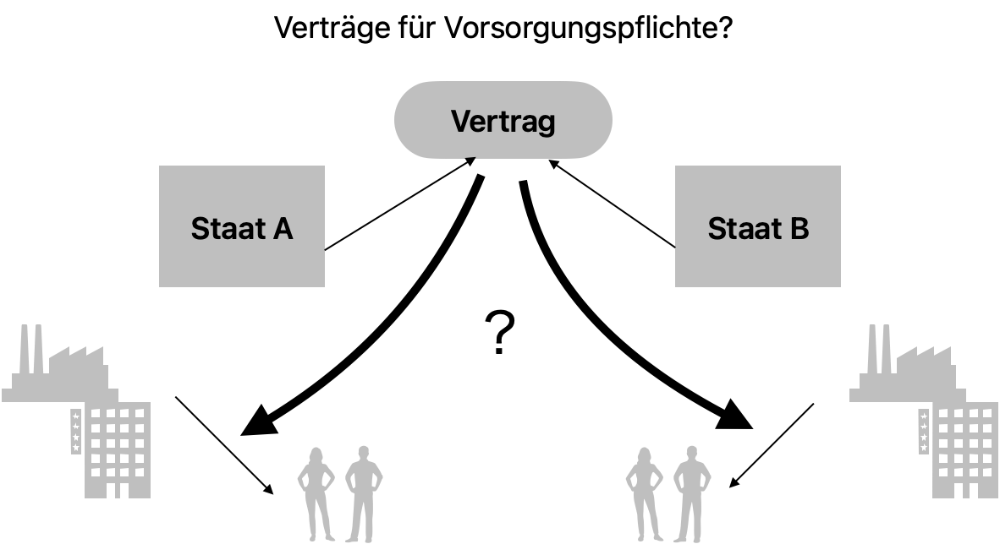 Verträge für Vorsorgungspflichte?
Vertrag
Staat A
Staat B
?